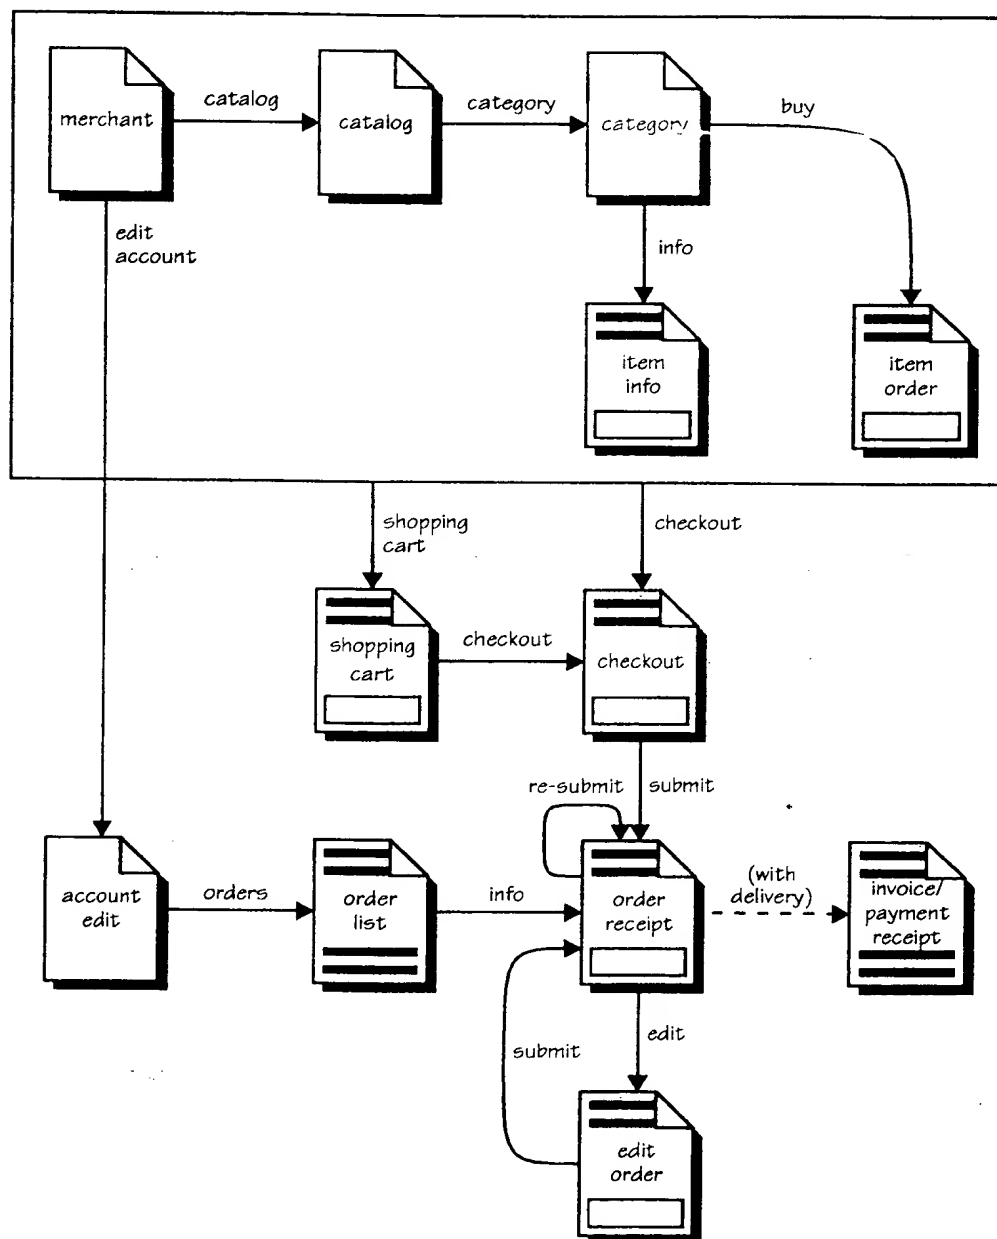 catalog
category
buy
merchant
catalog
category
edit
account
info
item
info
item
order
shopping
cart
checkout
shopping
cart
checkout
checkout
re-submit
submit
account
edit
orders
order
list
info
order
receipt
(with
delivery)
invoice/
payment
receipt
submit
edit
edit
order